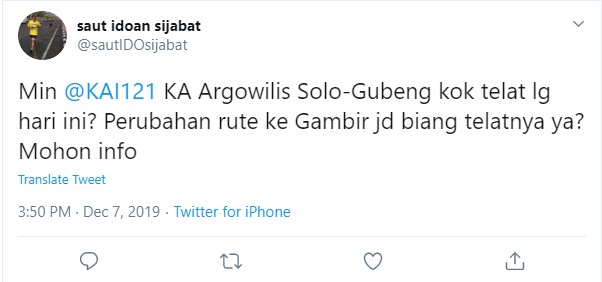 saut idoan sijabat
@sautIDOsijabat
Min @KAI121 KA Argowilis Solo-Gubeng kok telat lg
hari ini? Perubahan rute ke Gambir jd biang telatnya ya?
Mohon info
Translate Tweet
3:50 PM · Dec 7, 2019 · Twitter for iPhone